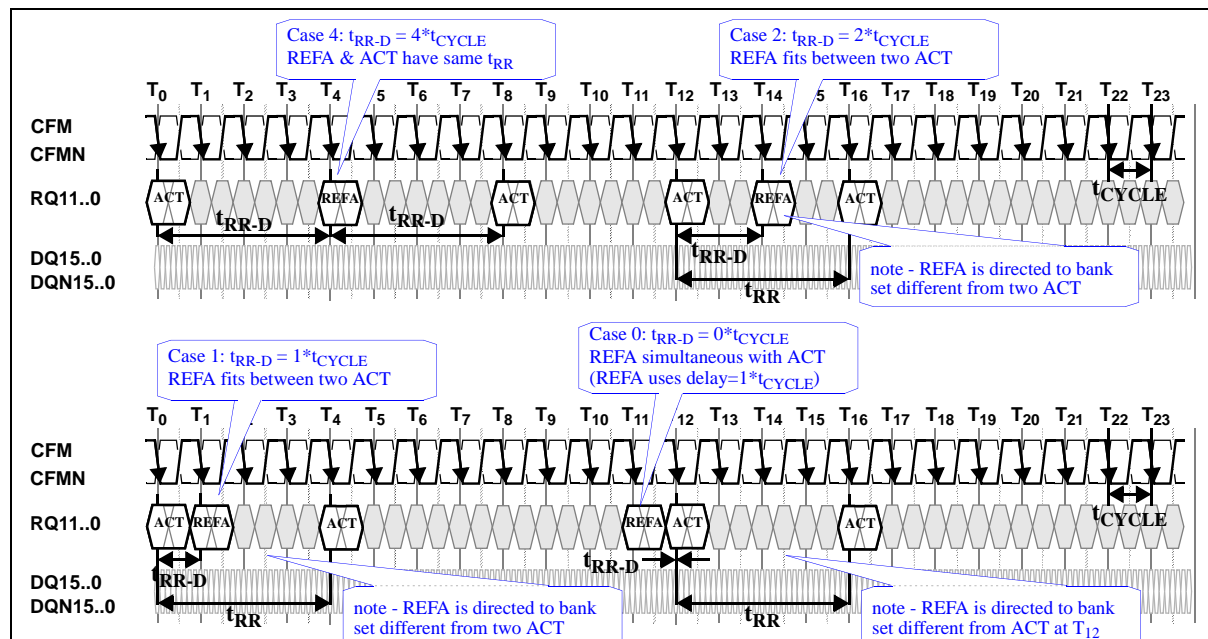 Case 4: tRR-D = 4*tCYCLE
REFA & ACT have same tRR
Case 2: tRR-D = 2*tCYCLE
REFA fits between two ACT
T0 T1 T2 T3 T4 5 T6 T7 T8 T9 T10 T11 T12 T13 T14 5 T16 T17 T18 T19 T20 T21 T22 T23
CFM
CFMN
RQ11..0
ACT REFA ACT ACT REFA ACT
tCYCLE
tRR-D tRR-D tRR-D
DQ15..0
DQN15..0
tRR
note - REFA is directed to bank
set different from two ACT
Case 1: tRR-D = 1*tCYCLE
REFA fits between two ACT
Case 0: tRR-D = 0*tCYCLE
REFA simultaneous with ACT
(REFA uses delay=1*tCYCLE)
T0 T1 T3 T4 T5 T6 T7 T8 T9 T10 T11 12 T13 T14 T15 T16 T17 T18 T19 T20 T21 T22 T23
CFM
CFMN
RQ11..0
ACT REFA ACT REFA ACT ACT
tCYCLE
tRR-D tRR-D
DQ15..0
DQN15..0
tRR tRR
note - REFA is directed to bank
set different from two ACT
note - REFA is directed to bank
set different from ACT at T12